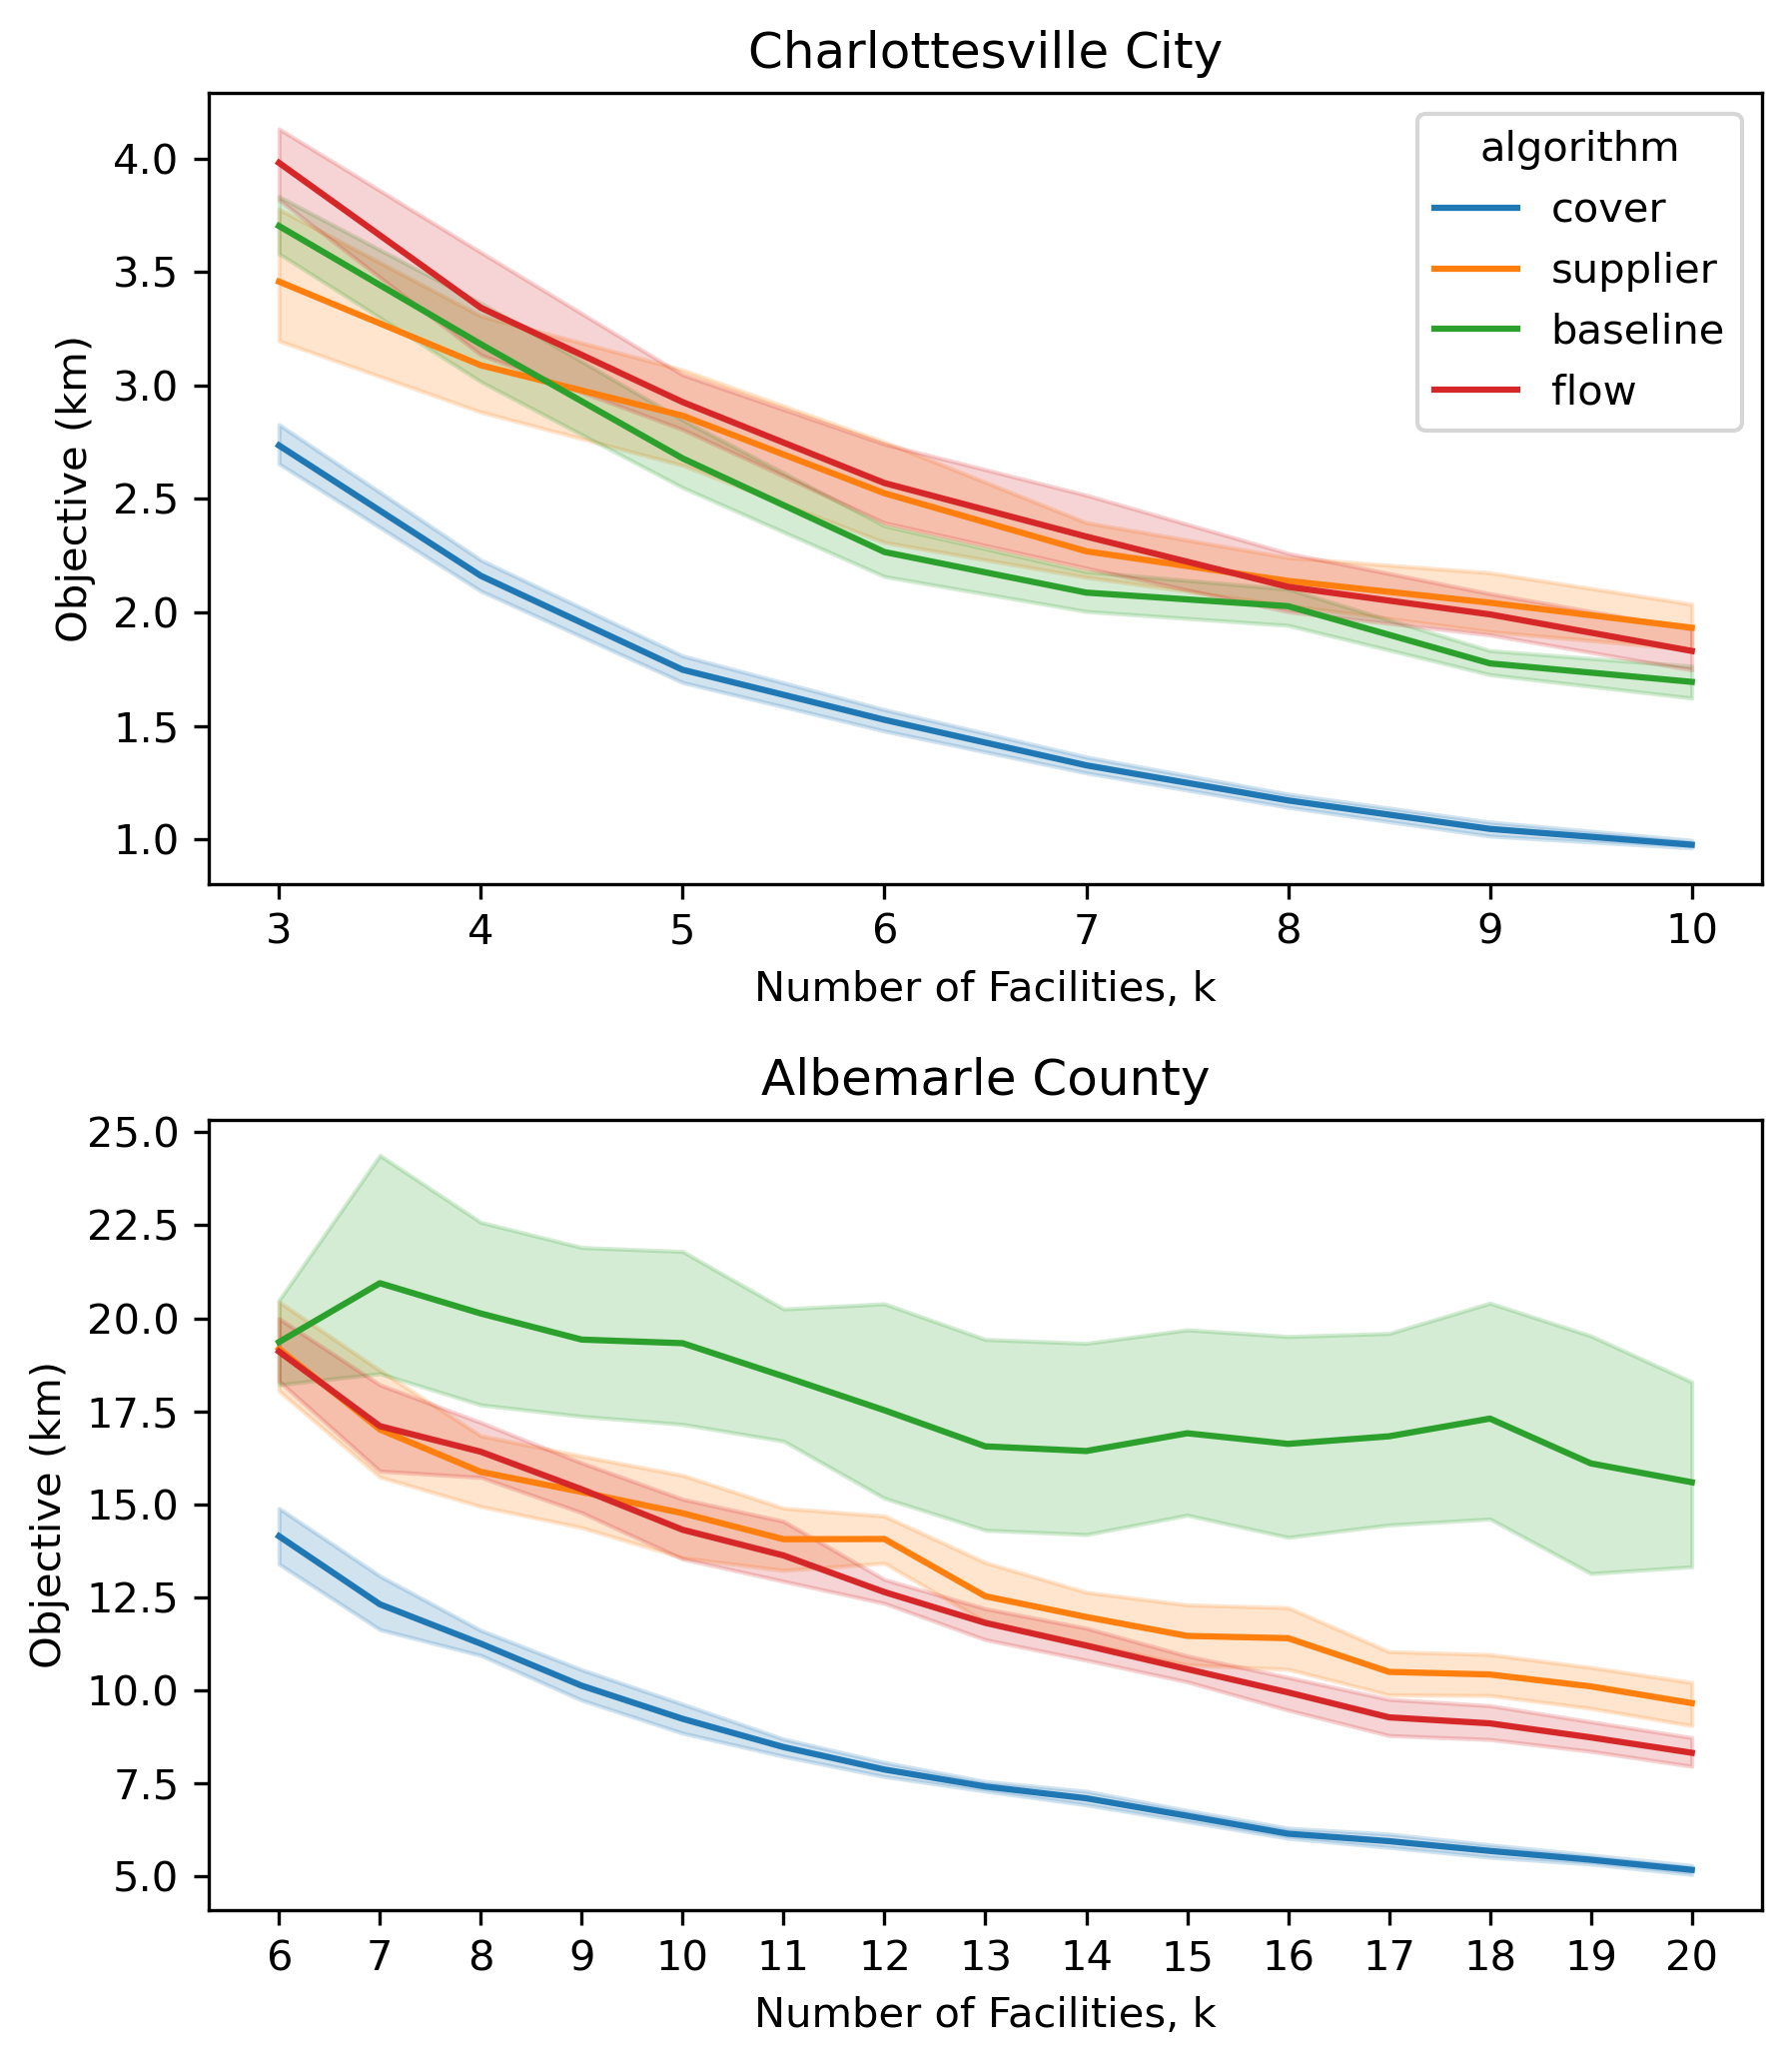 Charlottesville City
4.0
3.5
3.0
2.5
2.0
1.5
1.0
Objective (km)
algorithm
cover
supplier
baseline
flow
3 4 5 6 7 8 9 10
Number of Facilities, k
Albemarle County
25.0
22.5
20.0
17.5
15.0
12.5
10.0
7.5
5.0
Objective (km)
6 7 8 9 10 11 12 13 14 15 16 17 18 19 20
Number of Facilities, k